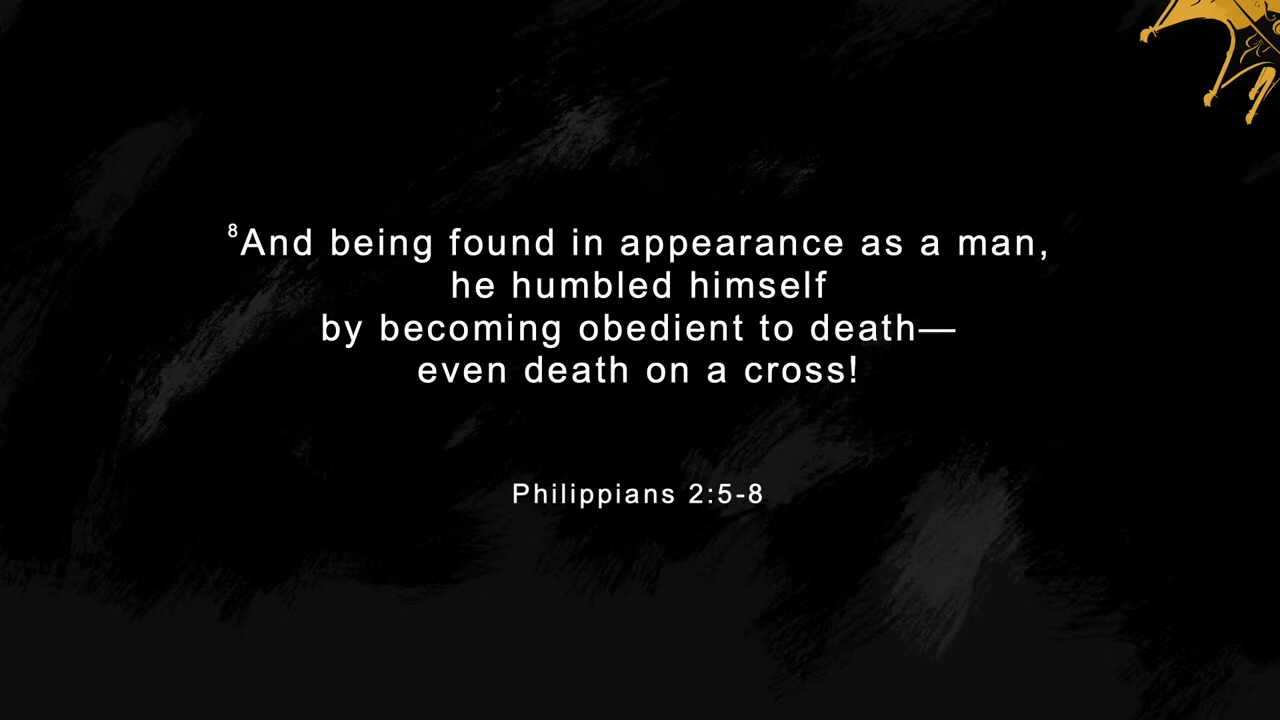 ⁸And being found in appearance as a man,
he humbled himself
by becoming obedient to death—
even death on a cross!
Philippians 2:5-8